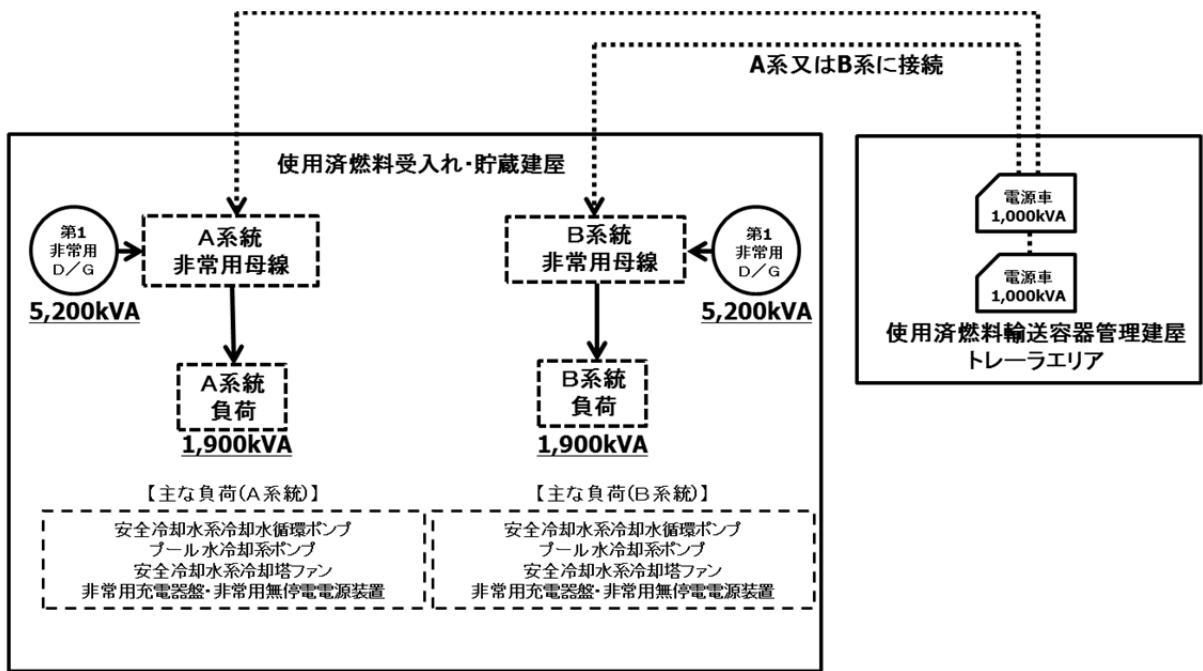 A系又はB系に接続
使用済燃料受入れ・貯蔵建屋
第1
非常用
D/G
5,200kVA
A系統
非常用母線
B系統
非常用母線
第1
非常用
D/G
5,200kVA
電源車
1,000kVA
電源車
1,000kVA
使用済燃料輸送容器管理建屋
トレーラエリア
A系統
負荷
1,900kVA
B系統
負荷
1,900kVA
【主な負荷(A系統)】
安全冷却水系冷却水循環ポンプ
プール水冷却系ポンプ
安全冷却水系冷却塔ファン
非常用充電器盤・非常用無停電電源装置
【主な負荷(B系統)】
安全冷却水系冷却水循環ポンプ
プール水冷却系ポンプ
安全冷却水系冷却塔ファン
非常用充電器盤・非常用無停電電源装置